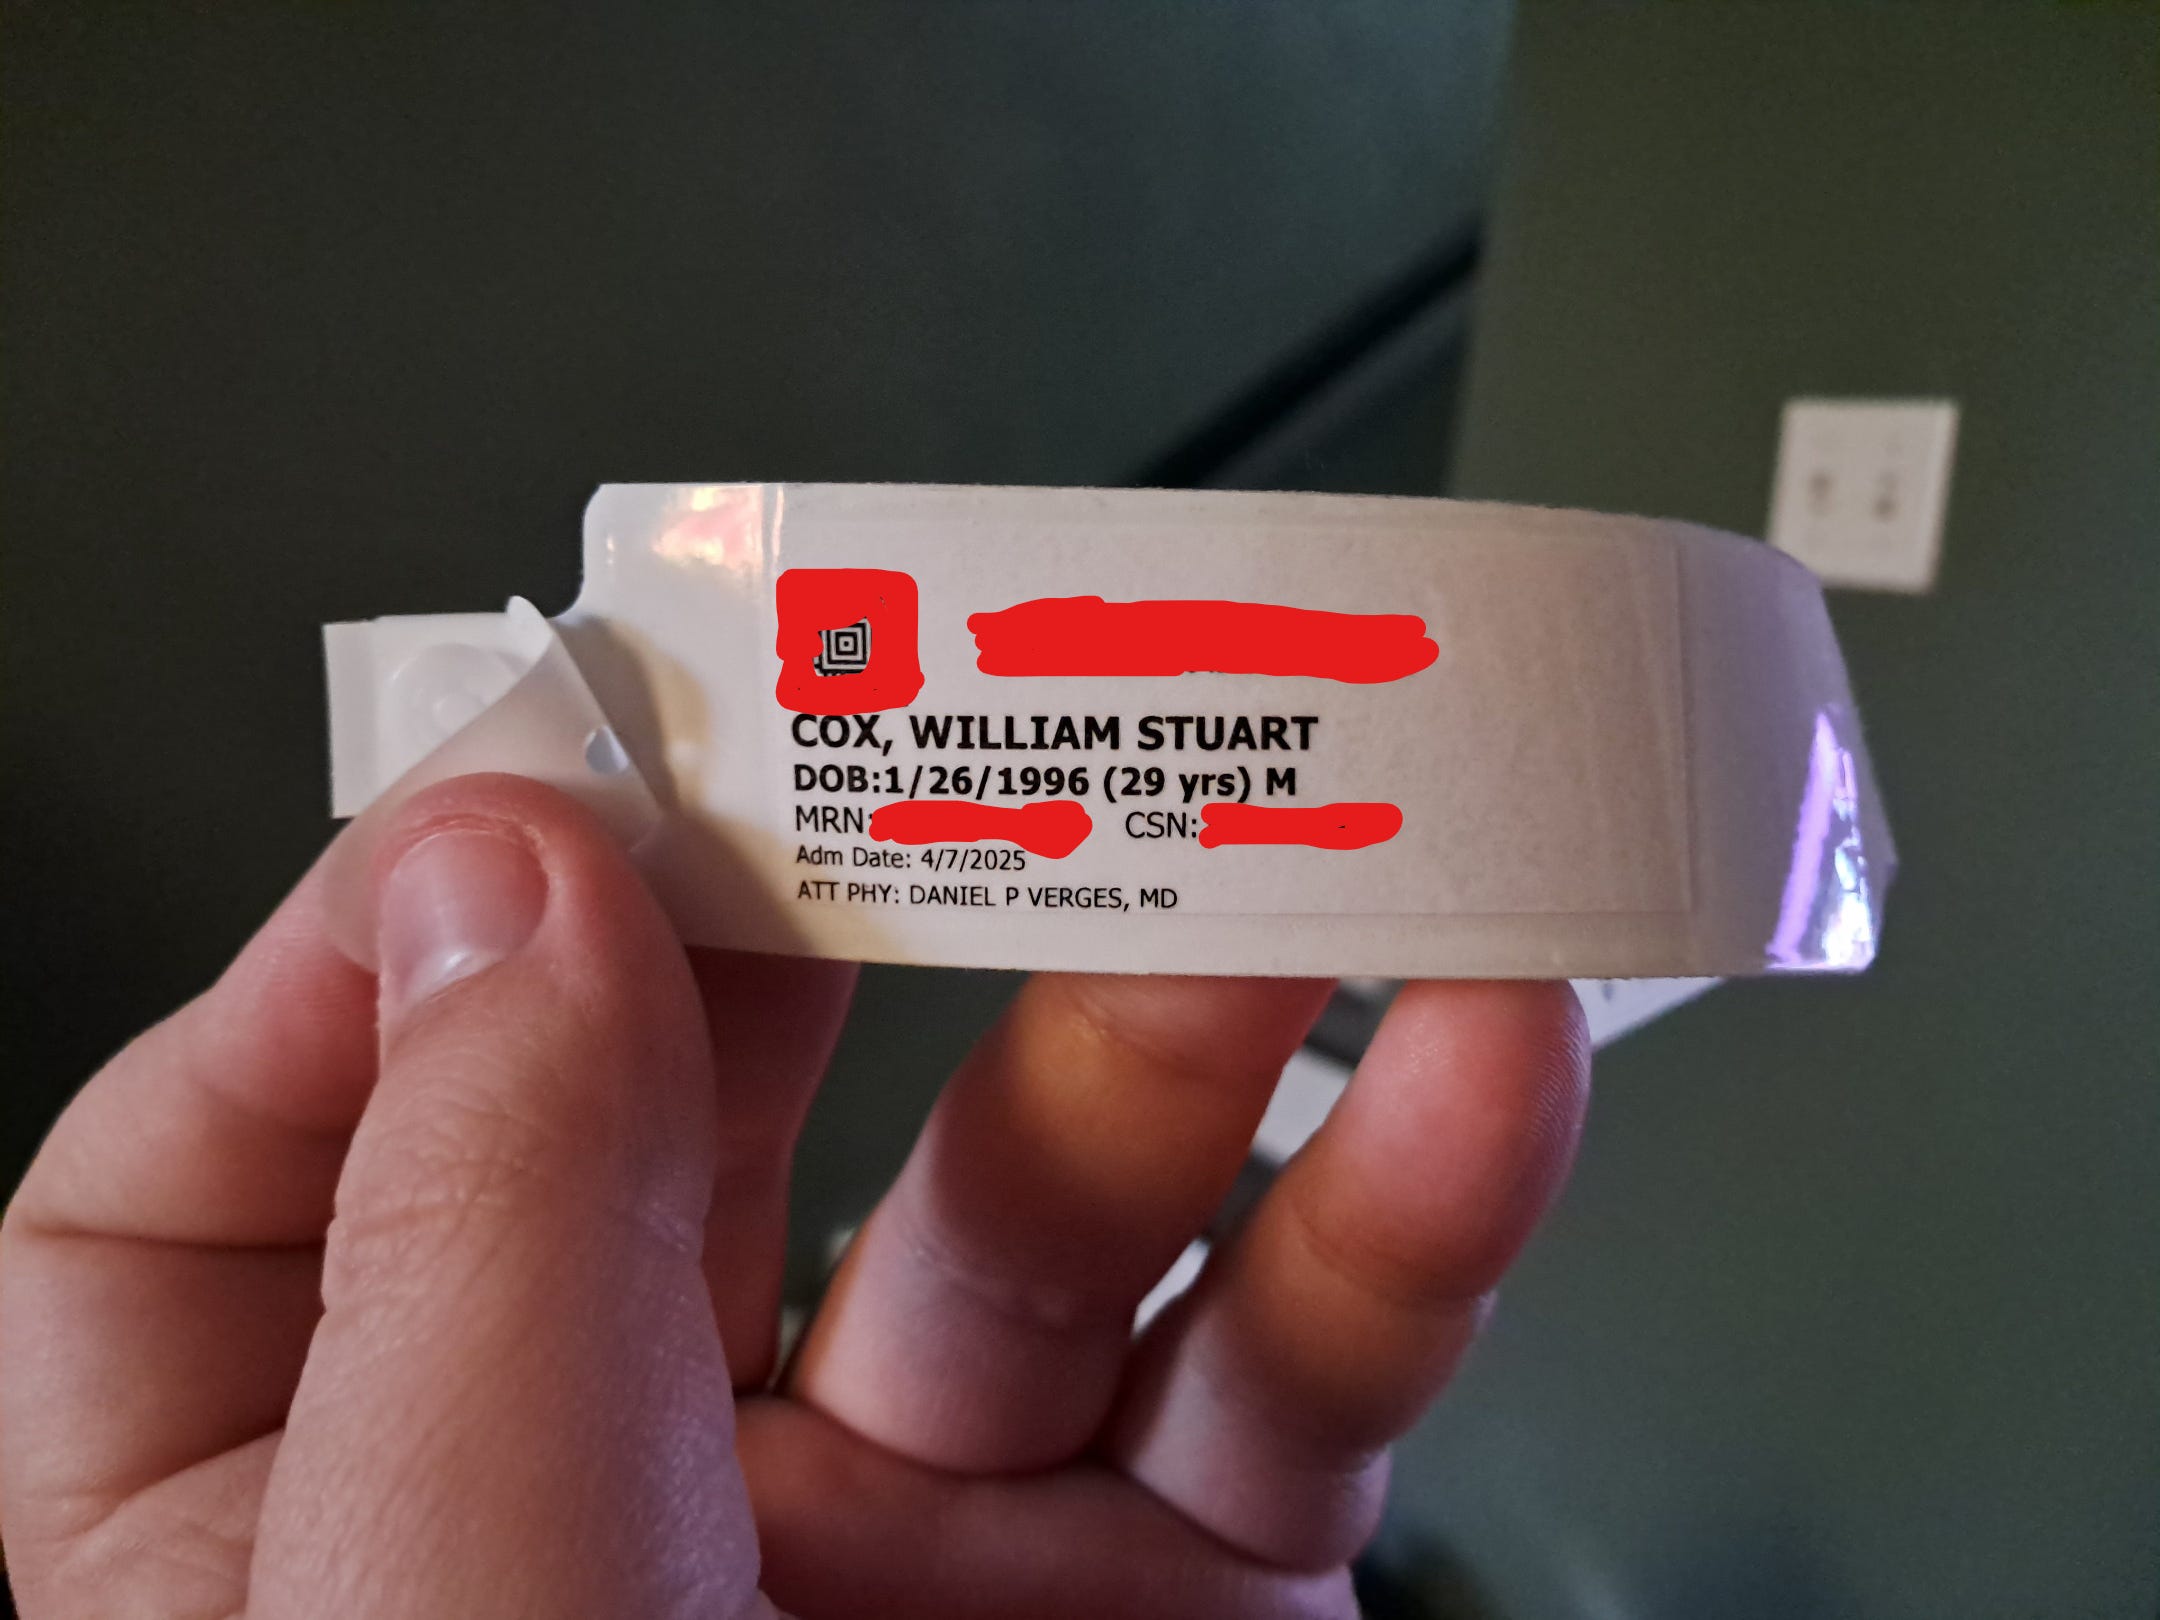 COX, WILLIAM STUART
DOB:1/26/1996 (29 yrs) M
MRN: CSN:
Adm Date: 4/7/2025
ATT PHY: DANIEL P VERGES, MD